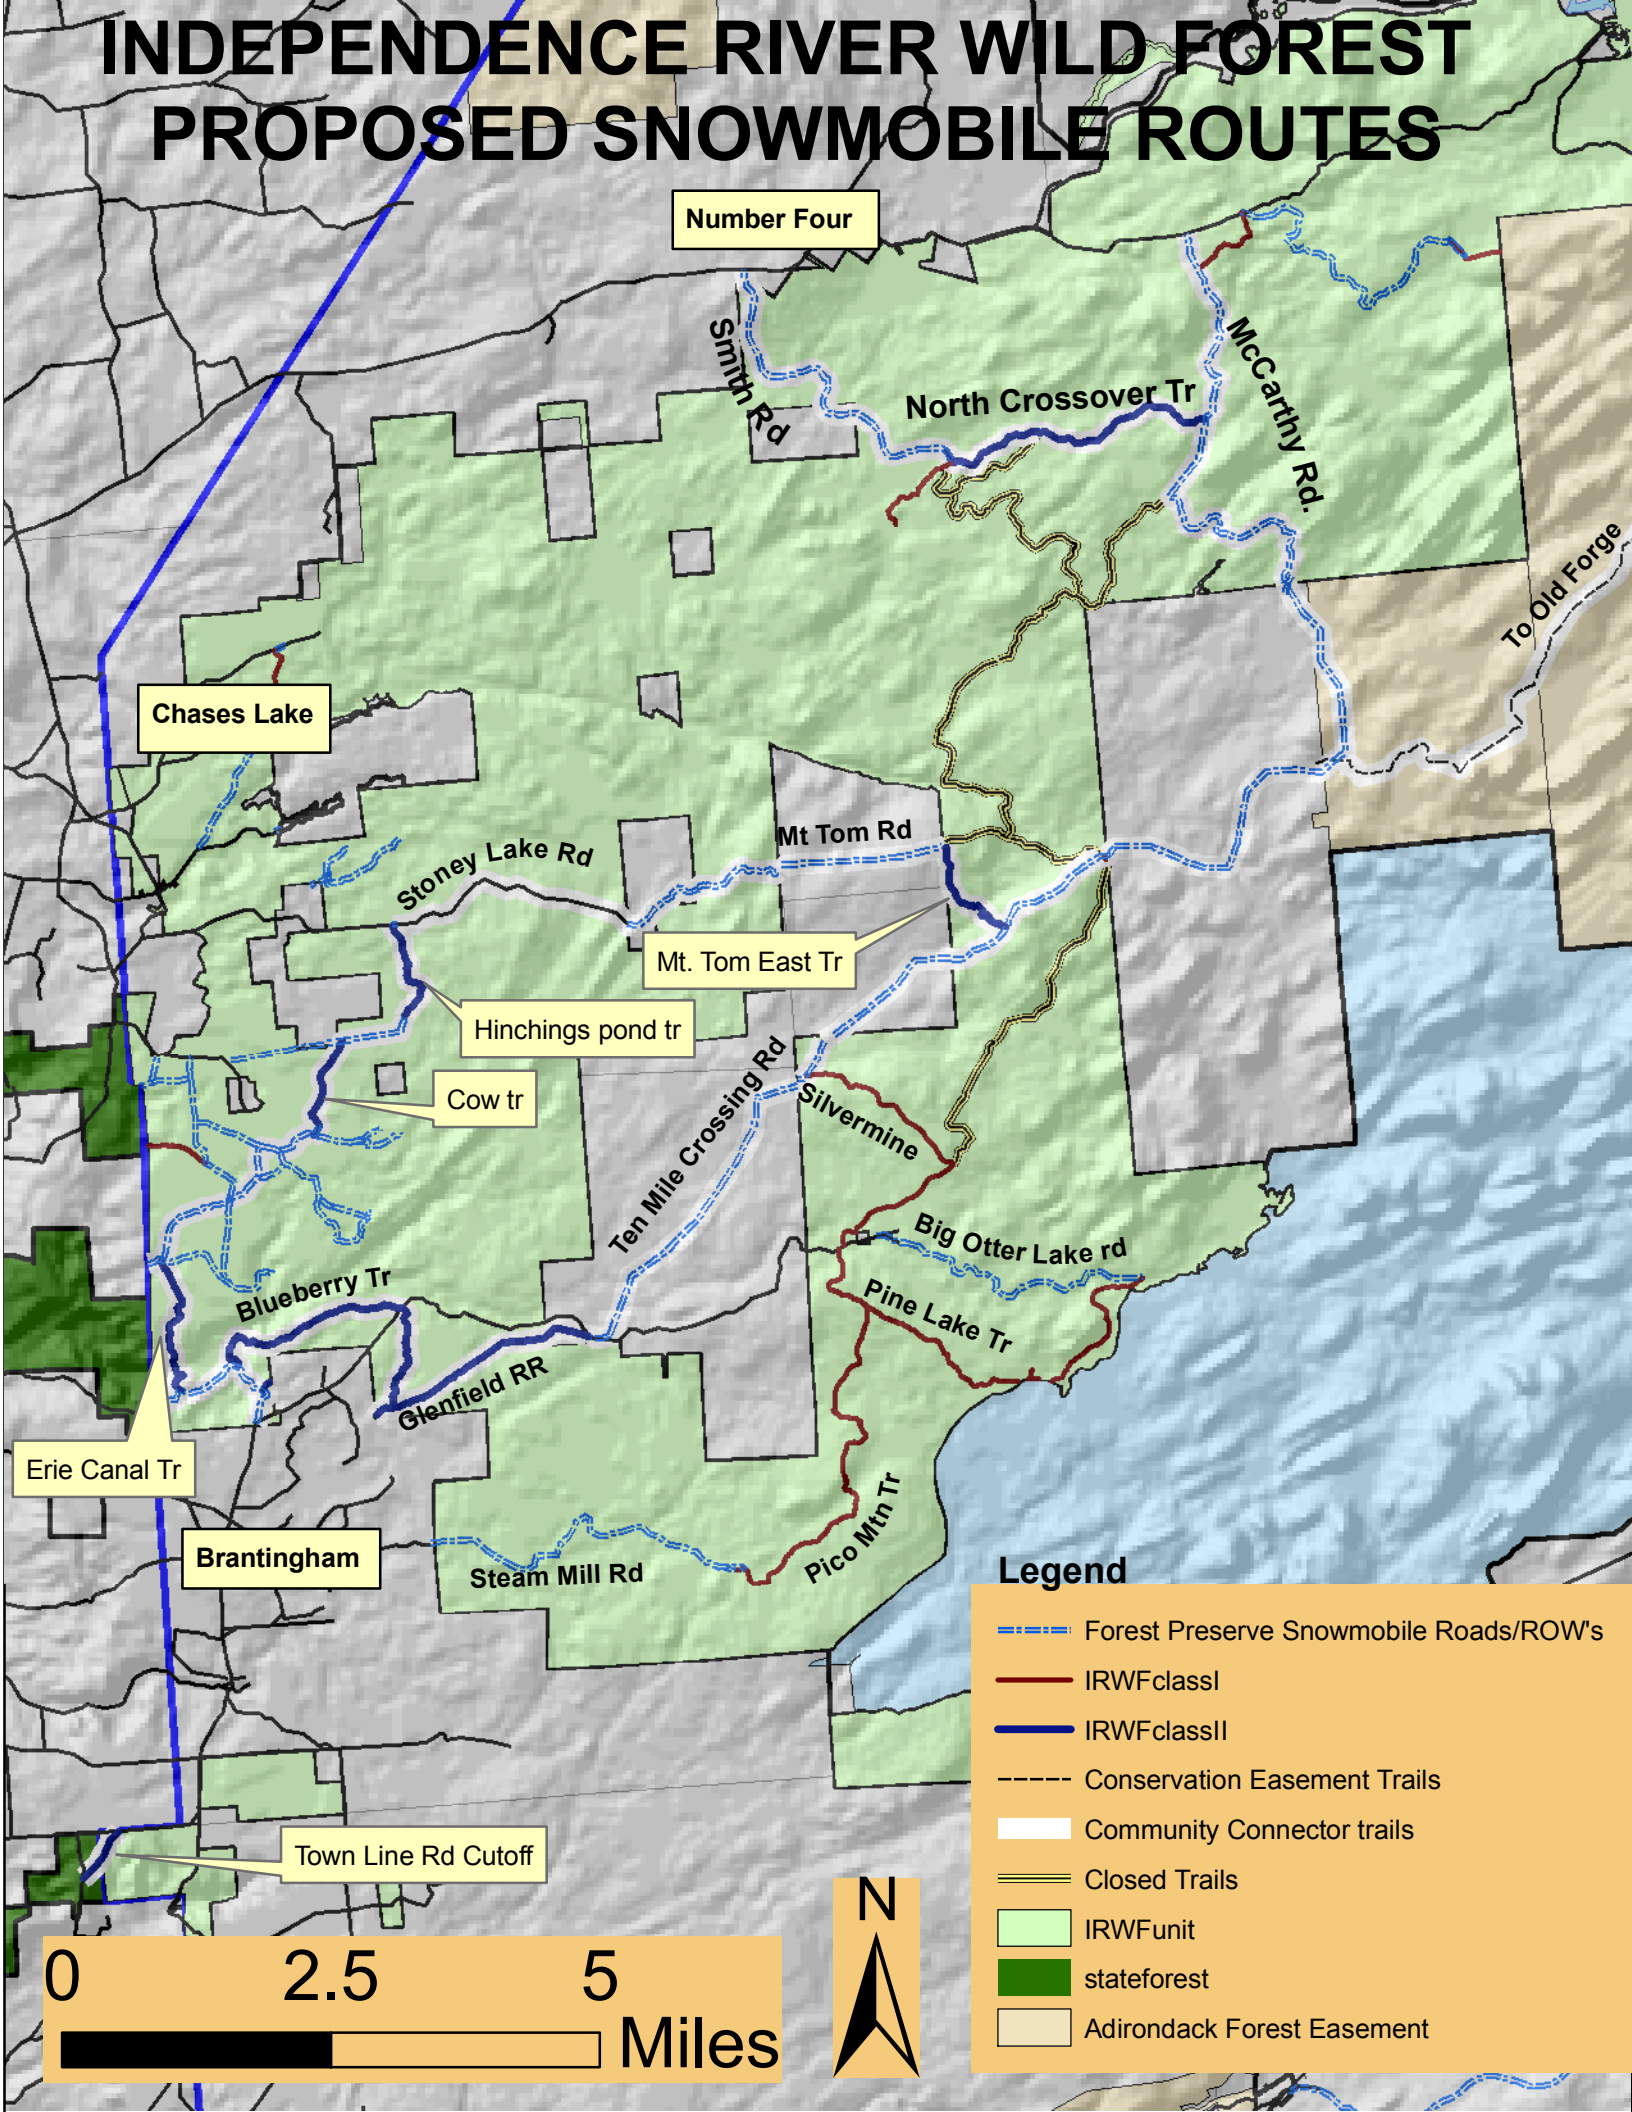 INDEPENDENCE RIVER WILD FOREST
PROPOSED SNOWMOBILE ROUTES
Number Four
Smith Rd
North Crossover Tr
McCarthy Rd.
To Old Forge
Chases Lake
Mt Tom Rd
Stoney Lake Rd
Mt. Tom East Tr
Hinchings pond tr
Cow tr
Ten Mile Crossing Rd
Silvermine
Big Otter Lake rd
Blueberry Tr
Pine Lake Tr
Glenfield RR
Erie Canal Tr
Pico Mtn Tr
Brantingham
Steam Mill Rd
Town Line Rd Cutoff
Legend
Forest Preserve Snowmobile Roads/ROW's
IRWFclassI
IRWFclassII
Conservation Easement Trails
Community Connector trails
Closed Trails
IRWFunit
stateforest
Adirondack Forest Easement
N
0 2.5 5
Miles